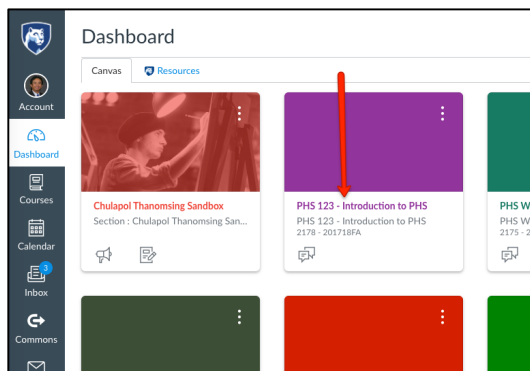 Dashboard
Canvas
Resources
Account
Dashboard
Courses
Calendar
3
Inbox
Commons
Chulapol Thanomsing Sandbox
Section : Chulapol Thanomsing San...
PHS 123 - Introduction to PHS
PHS 123 - Introduction to PHS
2178 - 201718FA
PHS W
PHS W
2175 - 2